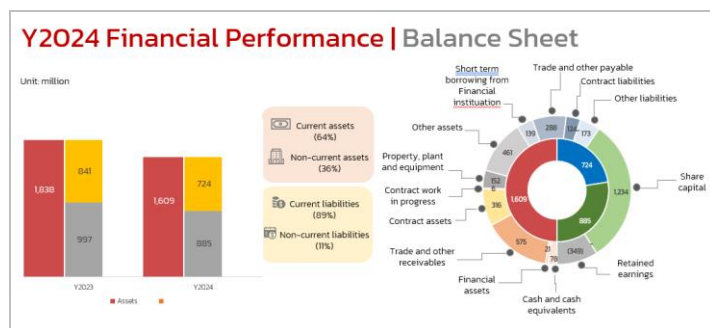 Y2024 Financial Performance | Balance Sheet
Unit: million
1,838
841
997
1,609
724
885
Y2023
Y2024
Assets
Current assets
(64%)
Non-current assets
(36%)
Current liabilities
(89%)
Non-current liabilities
(11%)
Short term
borrowing from
Financial
instituation
Trade and other payable
Contract liabilities
Other liabilities
Other assets
Property, plant
and equipment
Contract work in
progress
Contract assets
Trade and other
receivables
Financial
assets
Cash and cash
equivalents
Retained
earnings
Share
capital
139
288
124
173
461
152
6
316
575
21
78
(349)
1,234
1,609
724
885